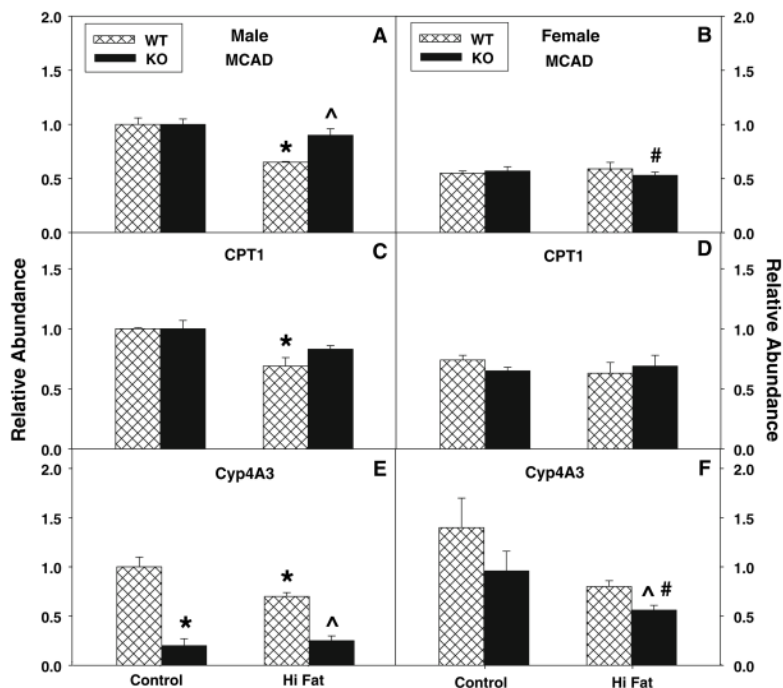 2.0 WT Male A WT Female B 2.0
KO MCAD KO MCAD
1.5 1.5
^
1.0 1.0
* #
0.5 0.5
0.0 0.0
CPT1 C CPT1 D
1.5 1.5
1.0 1.0
*
0.5 0.5
0.0 0.0
Cyp4A3 E Cyp4A3 F
2.0 2.0
1.5 1.5
1.0 1.0
* ^ #
0.5 0.5
* ^
0.0 0.0
Control Hi Fat Control Hi Fat
Relative Abundance
Relative Abundance